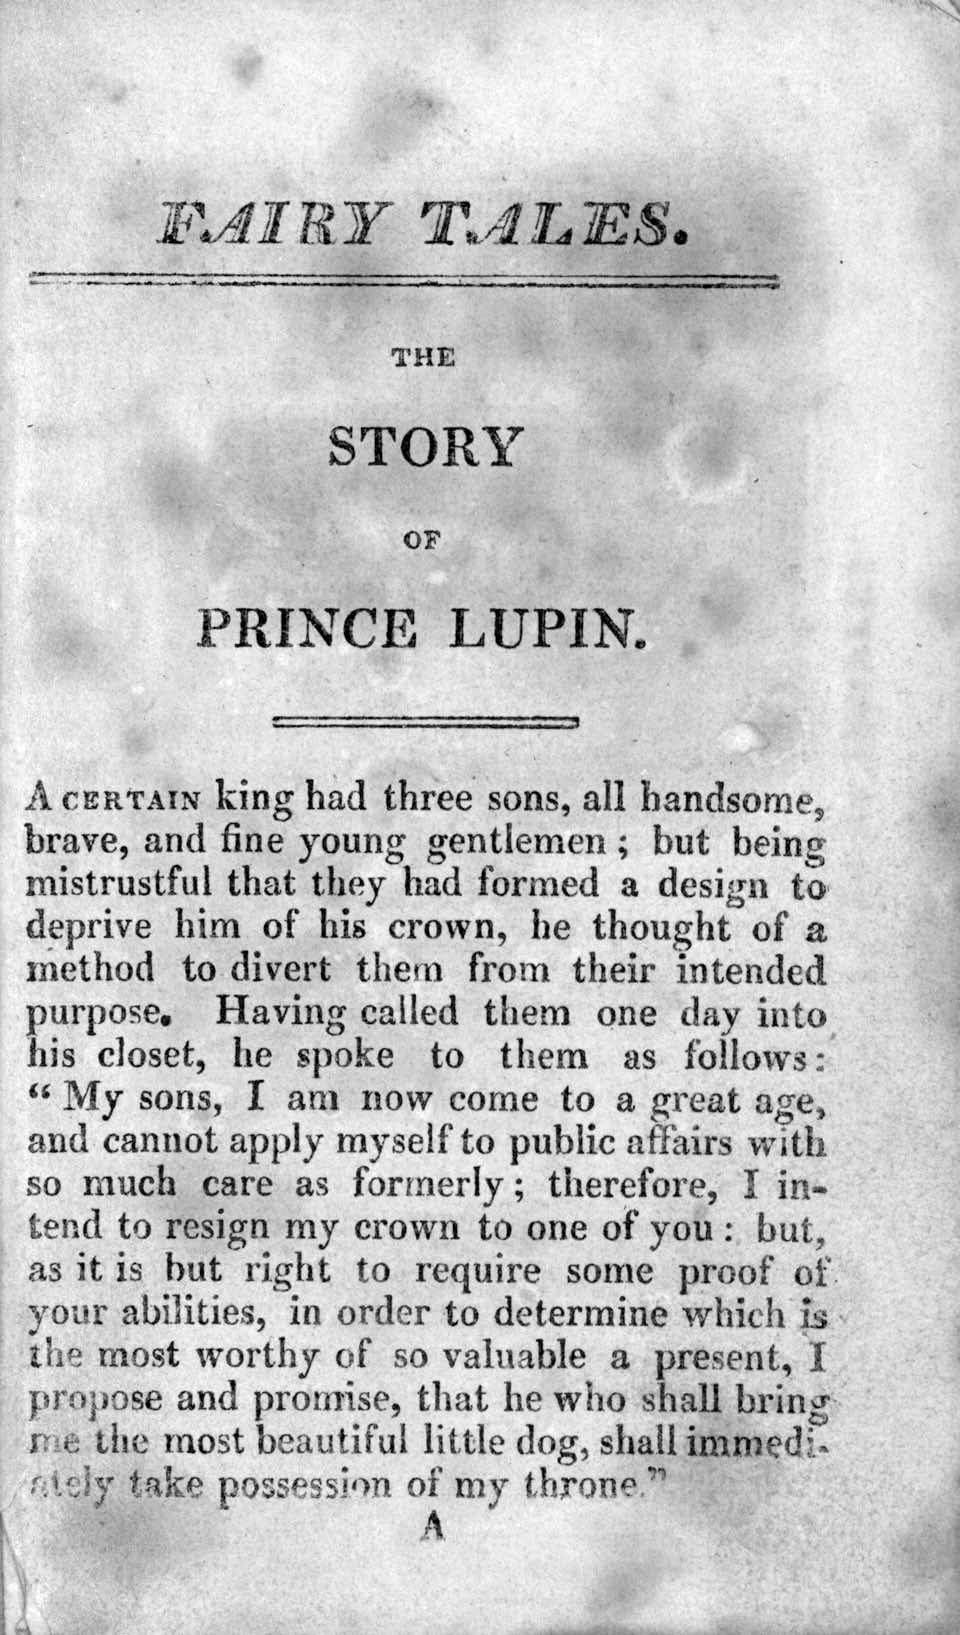 FAIRY TALES.
THE
STORY
OF
PRINCE LUPIN.
A CERTAIN king had three sons, all handsome,
brave, and fine young gentlemen ; but being
mistrustful that they had formed a design to
deprive him of his crown, he thought of a
method to divert them from their intended
purpose. Having called them one day into
his closet, he spoke to them as follows:
“ My sons, I am now come to a great age,
and cannot apply myself to public affairs with
so much care as formerly ; therefore, I in-
tend to resign my crown to one of you : but,
as it is but right to require some proof of
your abilities, in order to determine which is
the most worthy of so valuable a present, I
propose and promise, that he who shall bring
me the most beautiful little dog, shall immedi-
ately take possession of my throne.”
A